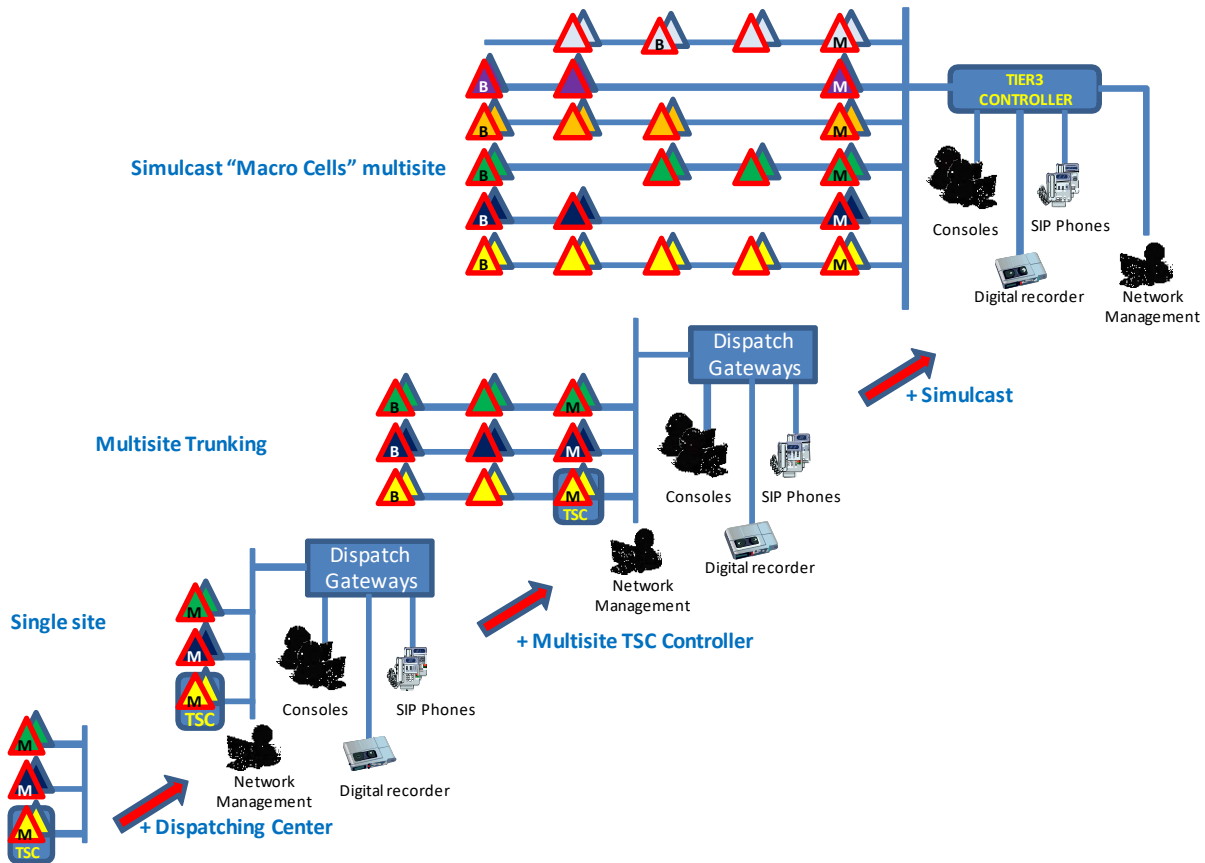 B
M
B
M
TIER3
CONTROLLER
B
M
Simulcast “Macro Cells” multisite
B
M
Consoles
SIP Phones
B
M
B
M
Digital recorder
Network
Management
Dispatch
Gateways
+ Simulcast
B
M
Multisite Trunking
B
M
B
M
TSC
Consoles
SIP Phones
Network
Management
Digital recorder
Dispatch
Gateways
M
Single site
M
+ Multisite TSC Controller
M
TSC
Consoles
SIP Phones
Network
Management
Digital recorder
M
M
M
TSC
+ Dispatching Center